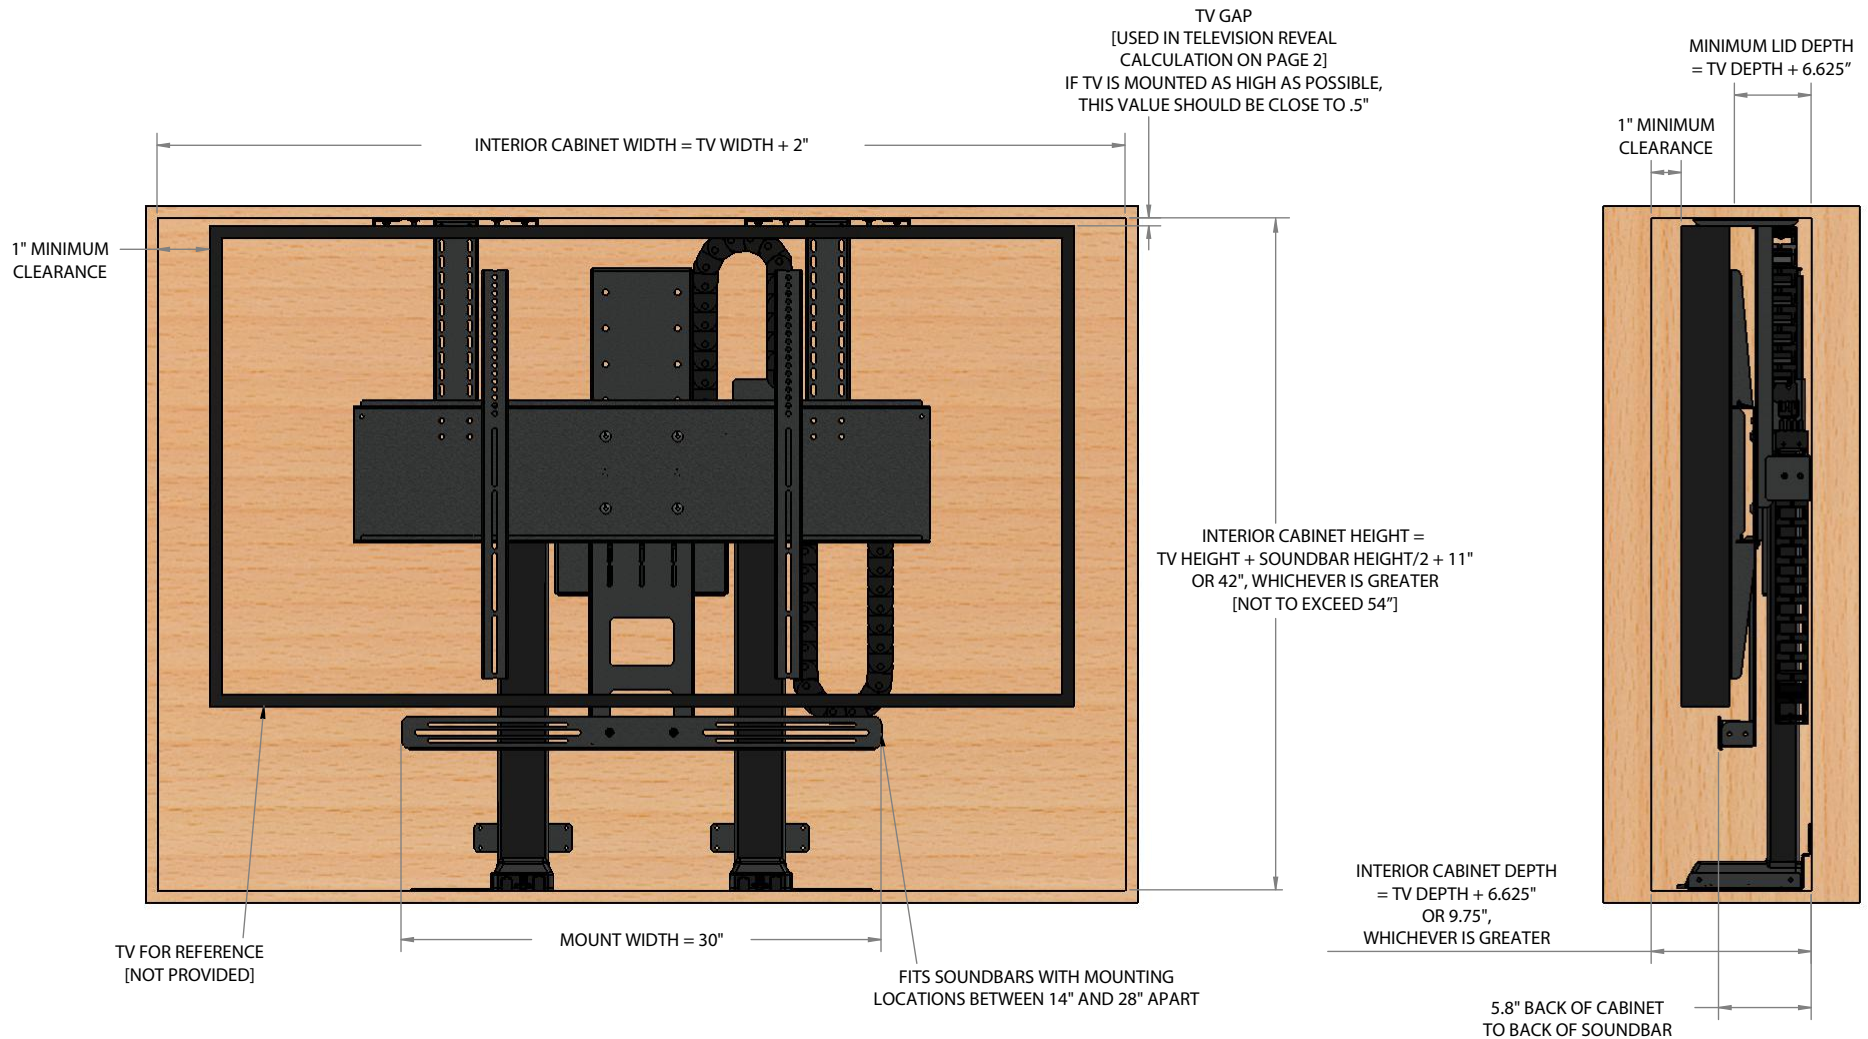 TV GAP
[USED IN TELEVISION REVEAL
CALCULATION ON PAGE 2]
IF TV IS MOUNTED AS HIGH AS POSSIBLE,
THIS VALUE SHOULD BE CLOSE TO .5"
MINIMUM LID DEPTH
= TV DEPTH + 6.625”
1" MINIMUM
CLEARANCE
INTERIOR CABINET WIDTH = TV WIDTH + 2"
1" MINIMUM
CLEARANCE
INTERIOR CABINET HEIGHT =
TV HEIGHT + SOUNDBAR HEIGHT/2 + 11"
OR 42", WHICHEVER IS GREATER
[NOT TO EXCEED 54”]
INTERIOR CABINET DEPTH
= TV DEPTH + 6.625"
OR 9.75",
WHICHEVER IS GREATER
MOUNT WIDTH = 30"
TV FOR REFERENCE
[NOT PROVIDED]
FITS SOUNDBARS WITH MOUNTING
LOCATIONS BETWEEN 14" AND 28" APART
5.8" BACK OF CABINET
TO BACK OF SOUNDBAR